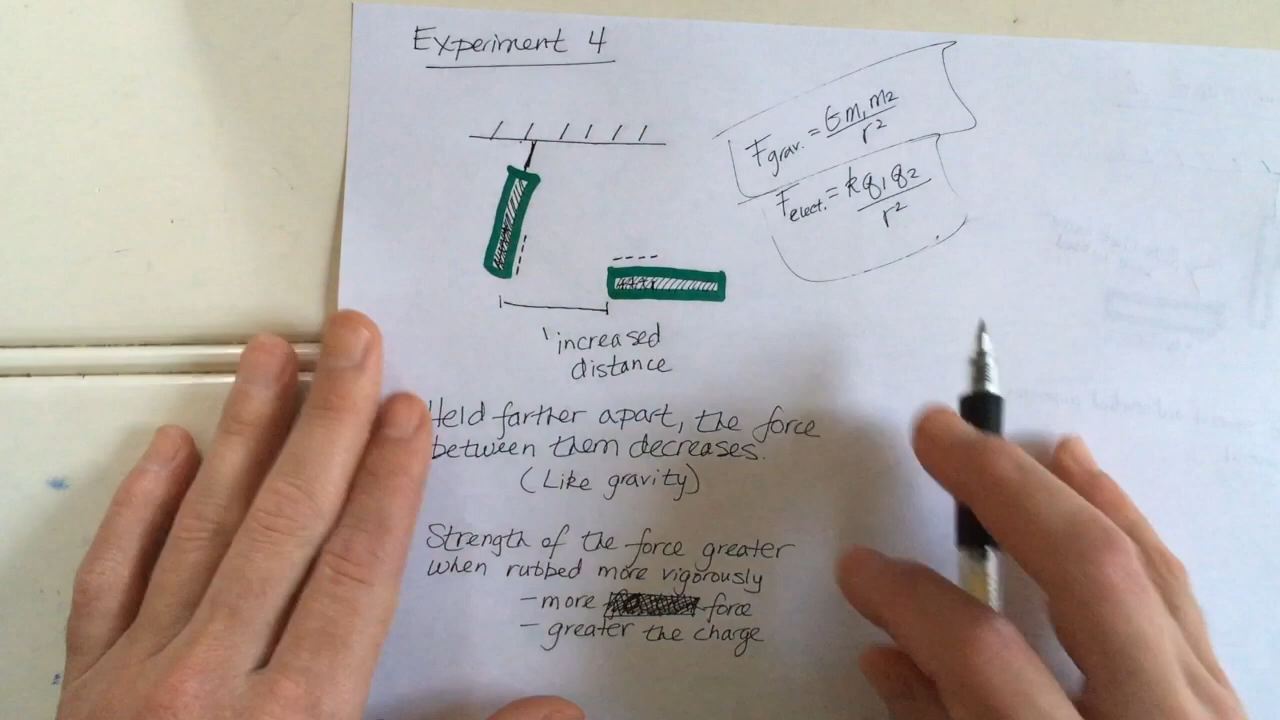 Experiment 4
Fgrav. = Gm1m2/r²
Felect. = kq1q2/r²
increased
distance
Held farther apart, the force
between them decreases.
(Like gravity)
Strength of the force greater
when rubbed more vigorously
- more force
- greater the charge